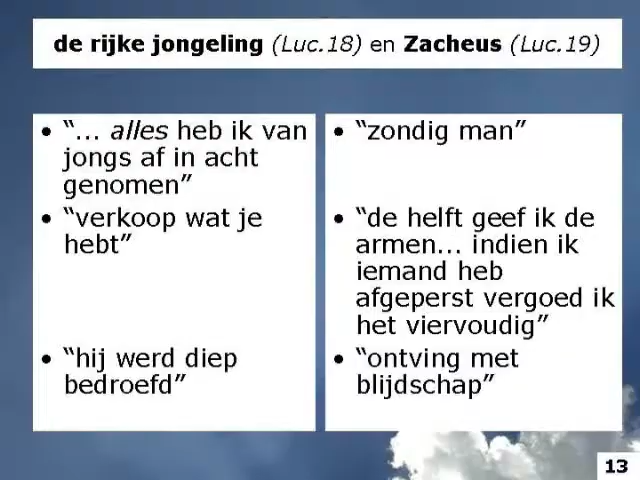 de rijke jongeling (Luc.18) en Zacheus (Luc.19)
• “... alles heb ik van
jongs af in acht
genomen”
• “verkoop wat je
hebt”
• “hij werd diep
bedroefd”
• “zondig man”
• “de helft geef ik de
armen... indien ik
iemand heb
afgeperst vergoed ik
het viervoudig”
• “ontving met
blijdschap”
13